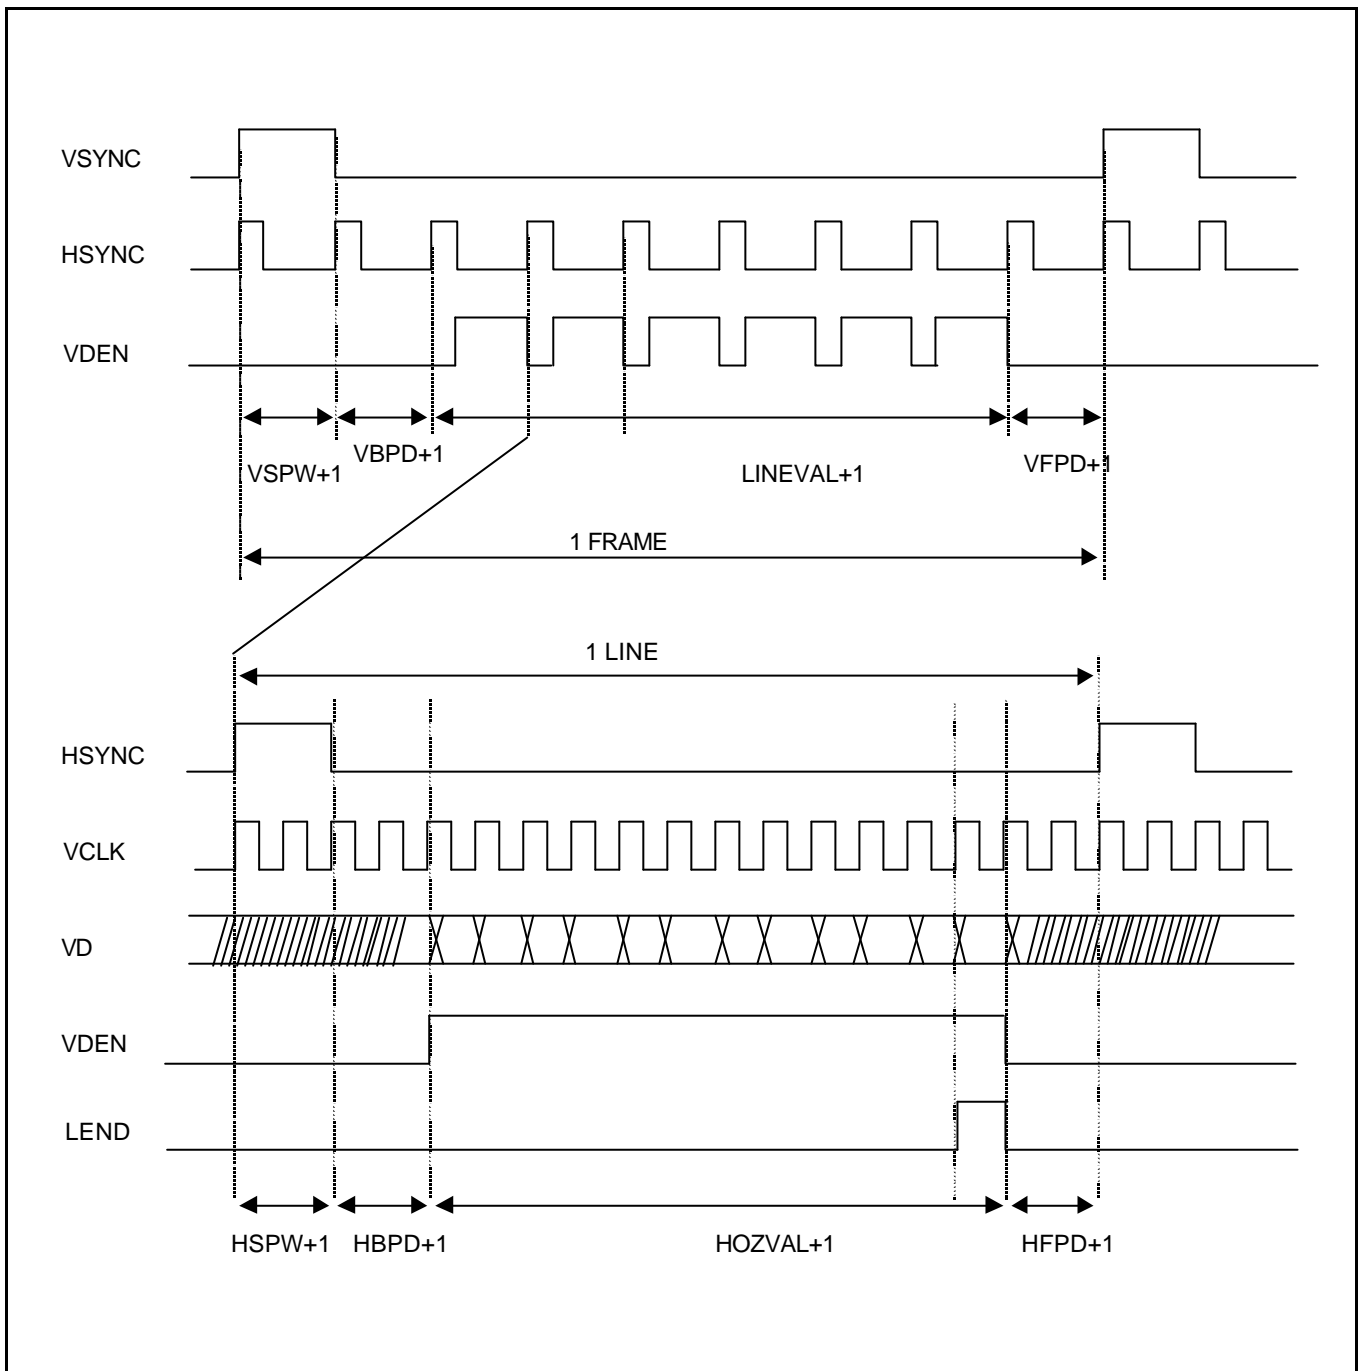 VSYNC
HSYNC
VDEN
VBPD+1
VSPW+1
LINEVAL+1
VFPD+1
1 FRAME
1 LINE
HSYNC
VCLK
VD
VDEN
LEND
HSPW+1
HBPD+1
HOZVAL+1
HFPD+1